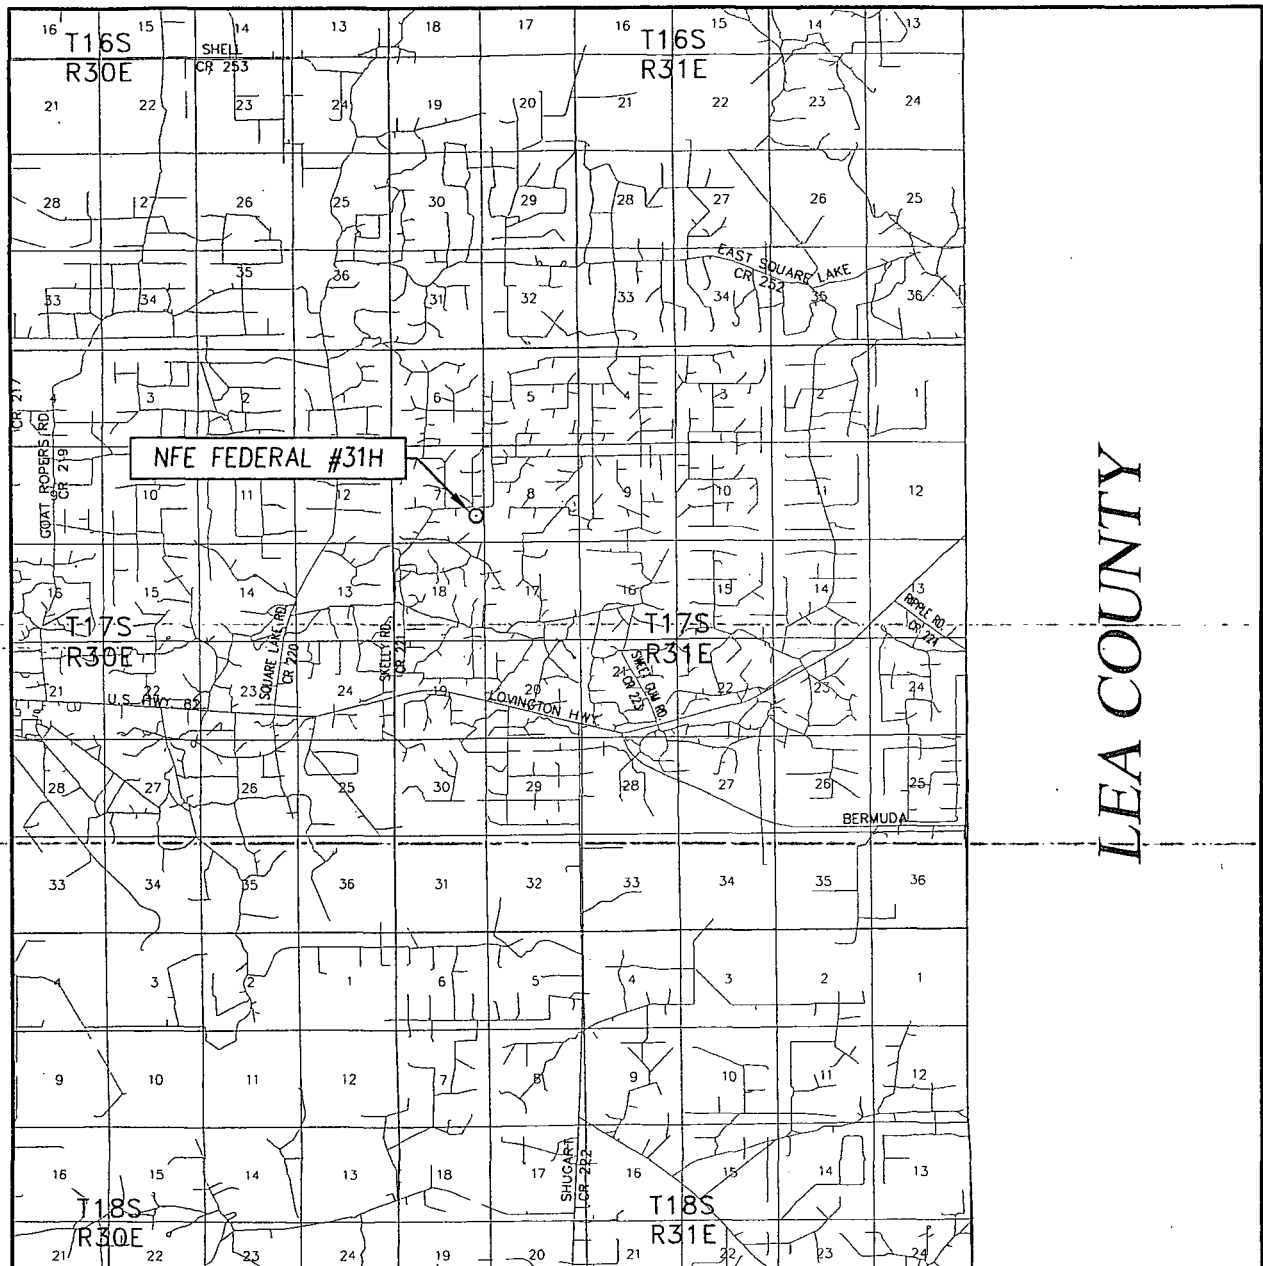 16 15 14 13 18 17 16 15 14 13
T16S
R30E
SHELL
CR 253
T16S
R31E
21 22 23 24 19 20 21 22 23 24
28 27 26 25 30 29 28 27 26 25
EAST SQUARE LAKE
CR 252
33 34 35 36 31 32 33 34 35 36
CR 217
4 3 2 1 6 5 4 3 2 1
GOAT ROPERS RD.
CR 219
NFE FEDERAL #31H
9 10 11 12 7 8 9 10 11 12
16 15 14 13 18 17 16 15 14 13
RIPPLE RD.
CR 224
T17S
R30E
SQUARE LAKE RD.
CR 220
SKELLY RD.
CR 221
T17S
R31E
SWEET GUM RD.
CR 223
21 22 23 24 19 20 21 22 23 24
U.S. HWY 82
LOVINGTON HWY
28 27 26 25 30 29 28 27 26 25
BERMUDA
33 34 35 36 31 32 33 34 35 36
4 3 2 1 6 5 4 3 2 1
9 10 11 12 7 8 9 10 11 12
16 15 14 13 18 17 16 15 14 13
SHUGART
CR 222
T18S
R30E
T18S
R31E
21 22 23 24 19 20 21 22 23 24
LEA COUNTY